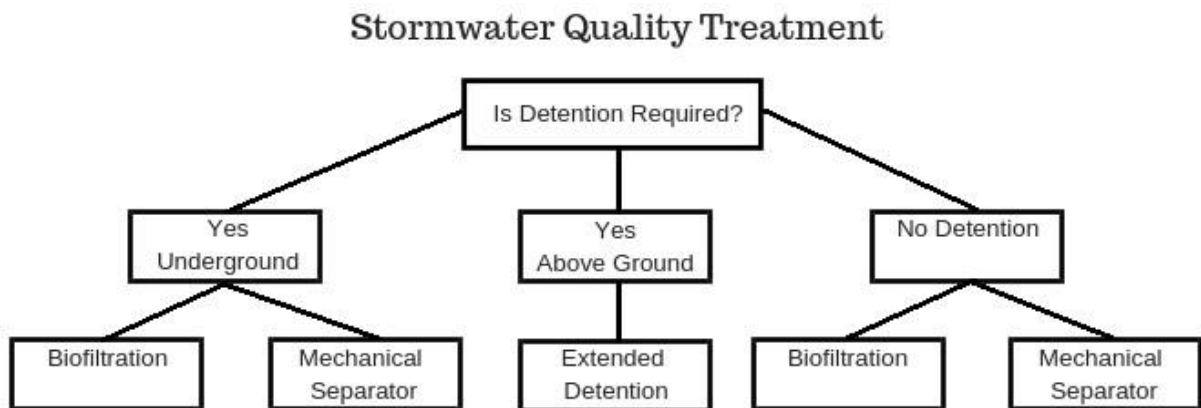 Stormwater Quality Treatment
Is Detention Required?
Yes
Underground
Yes
Above Ground
No Detention
Biofiltration
Mechanical
Separator
Extended
Detention
Biofiltration
Mechanical
Separator